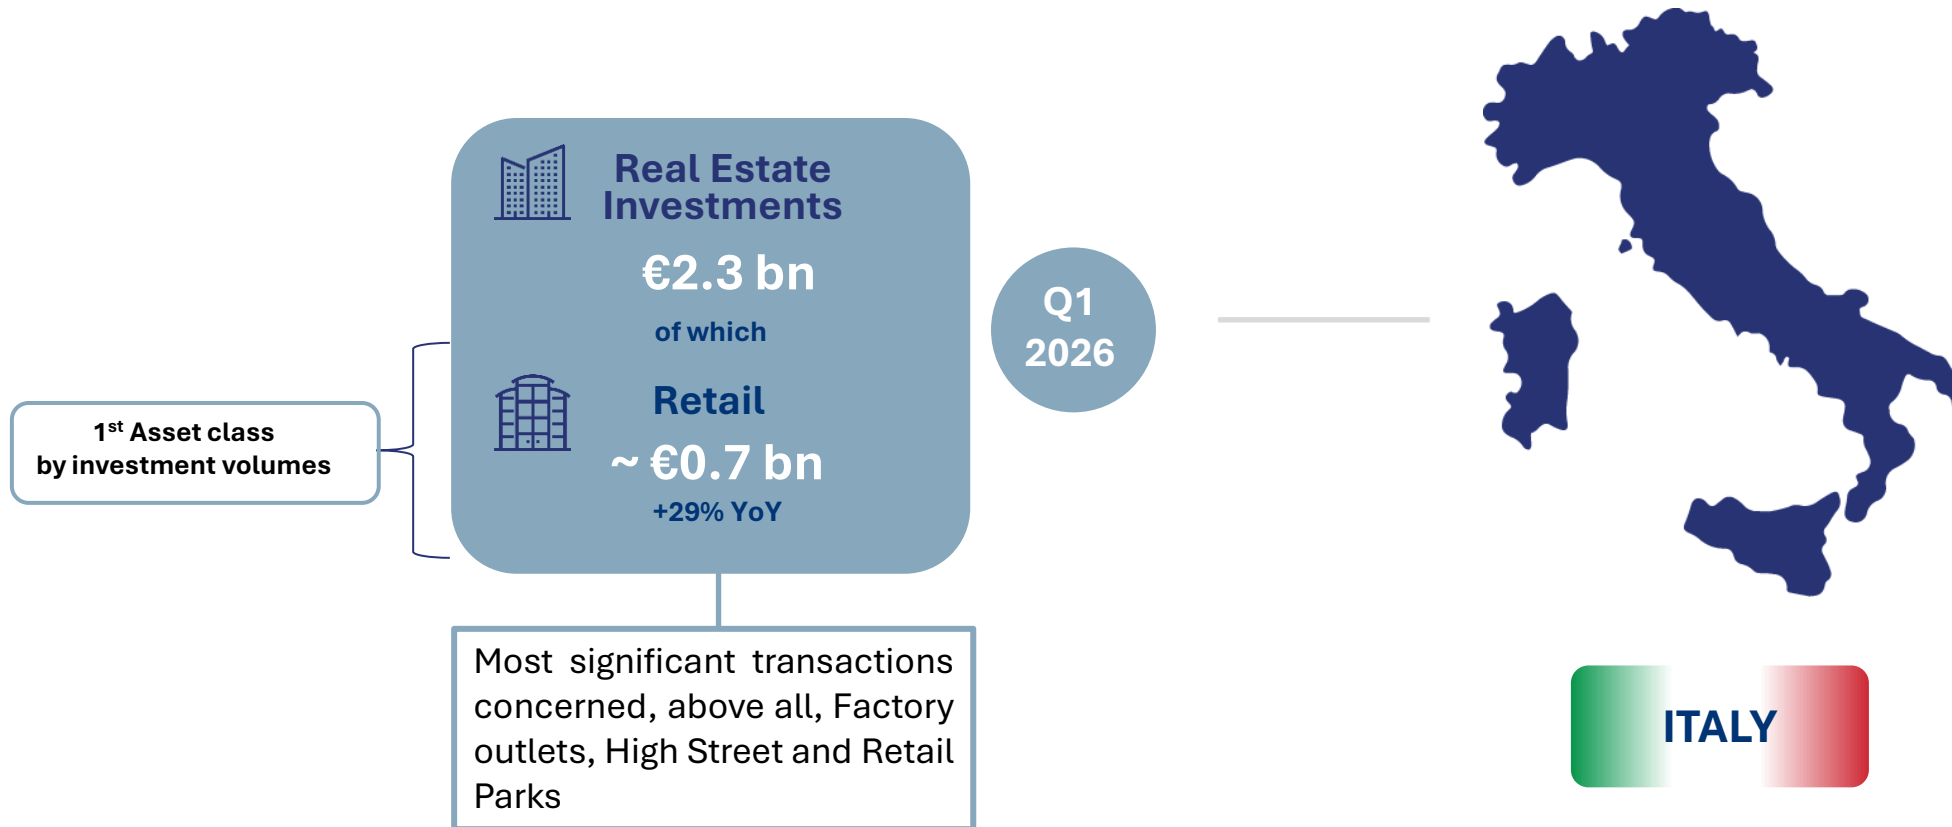 Real Estate
Investments
€2.3 bn
of which
Retail
~ €0.7 bn
+29% YoY
1st Asset class
by investment volumes
Q1
2026
Most significant transactions
concerned, above all, Factory
outlets, High Street and Retail
Parks
ITALY